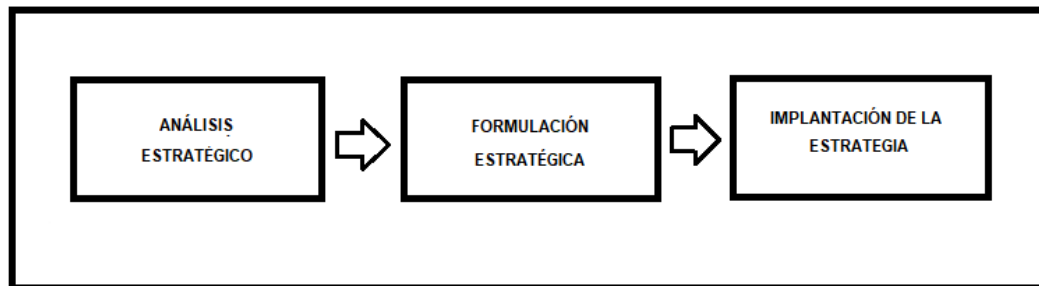 ANÁLISIS
ESTRATÉGICO
FORMULACIÓN
ESTRATÉGICA
IMPLANTACIÓN DE LA
ESTRATEGIA